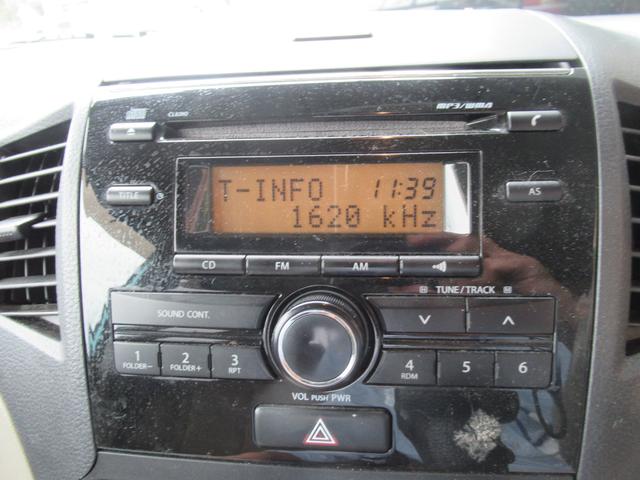 MP3/WMA
TITLE
AS
T-INFO 11:39
1620 kHz
CD FM AM
TUNE/TRACK
SOUND CONT.
1 2 3 4 5 6
FOLDER- FOLDER+ RPT RDM
VOL PUSH PWR